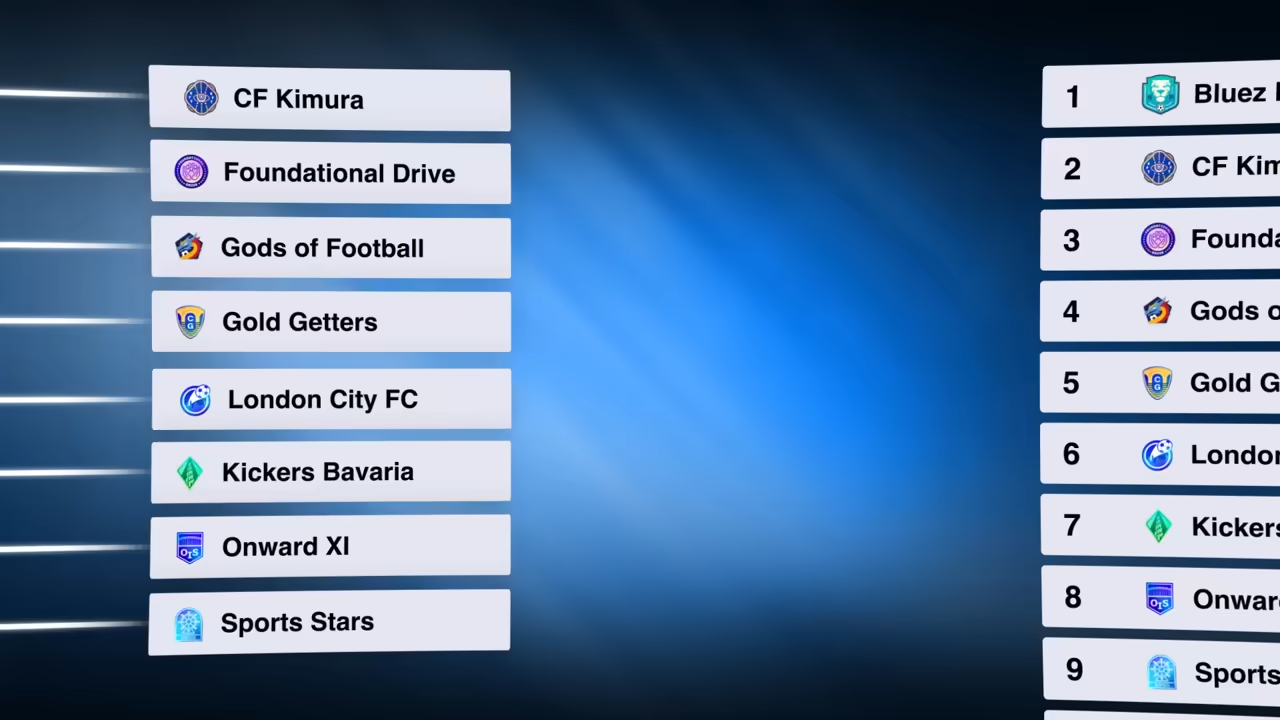 CF Kimura
Foundational Drive
Gods of Football
Gold Getters
London City FC
Kickers Bavaria
Onward XI
Sports Stars
1 Bluez
2 CF Kim
3 Founda
4 Gods o
5 Gold G
6 London
7 Kickers
8 Onward
9 Sports